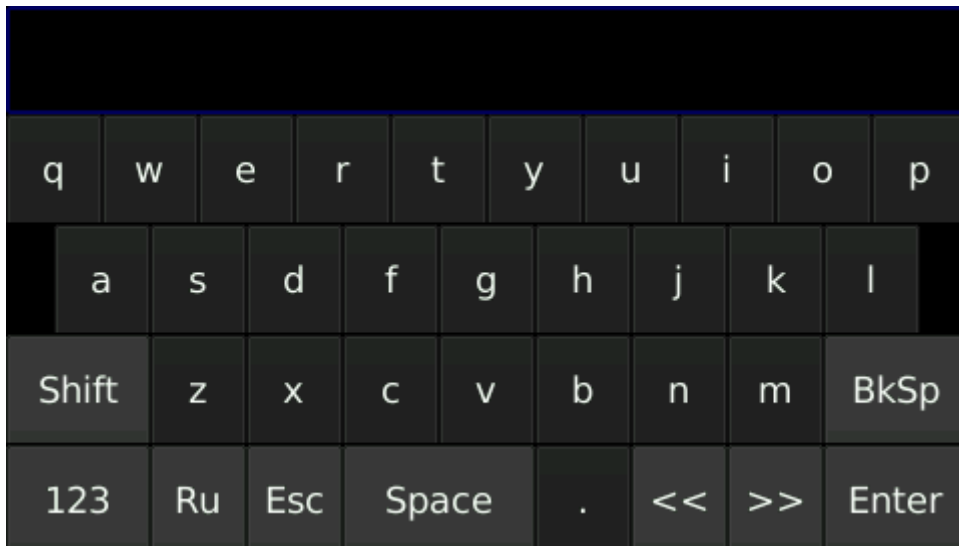 q w e r t y u i o p
a s d f g h j k l
Shift z x c v b n m BkSp
123 Ru Esc Space . << >> Enter